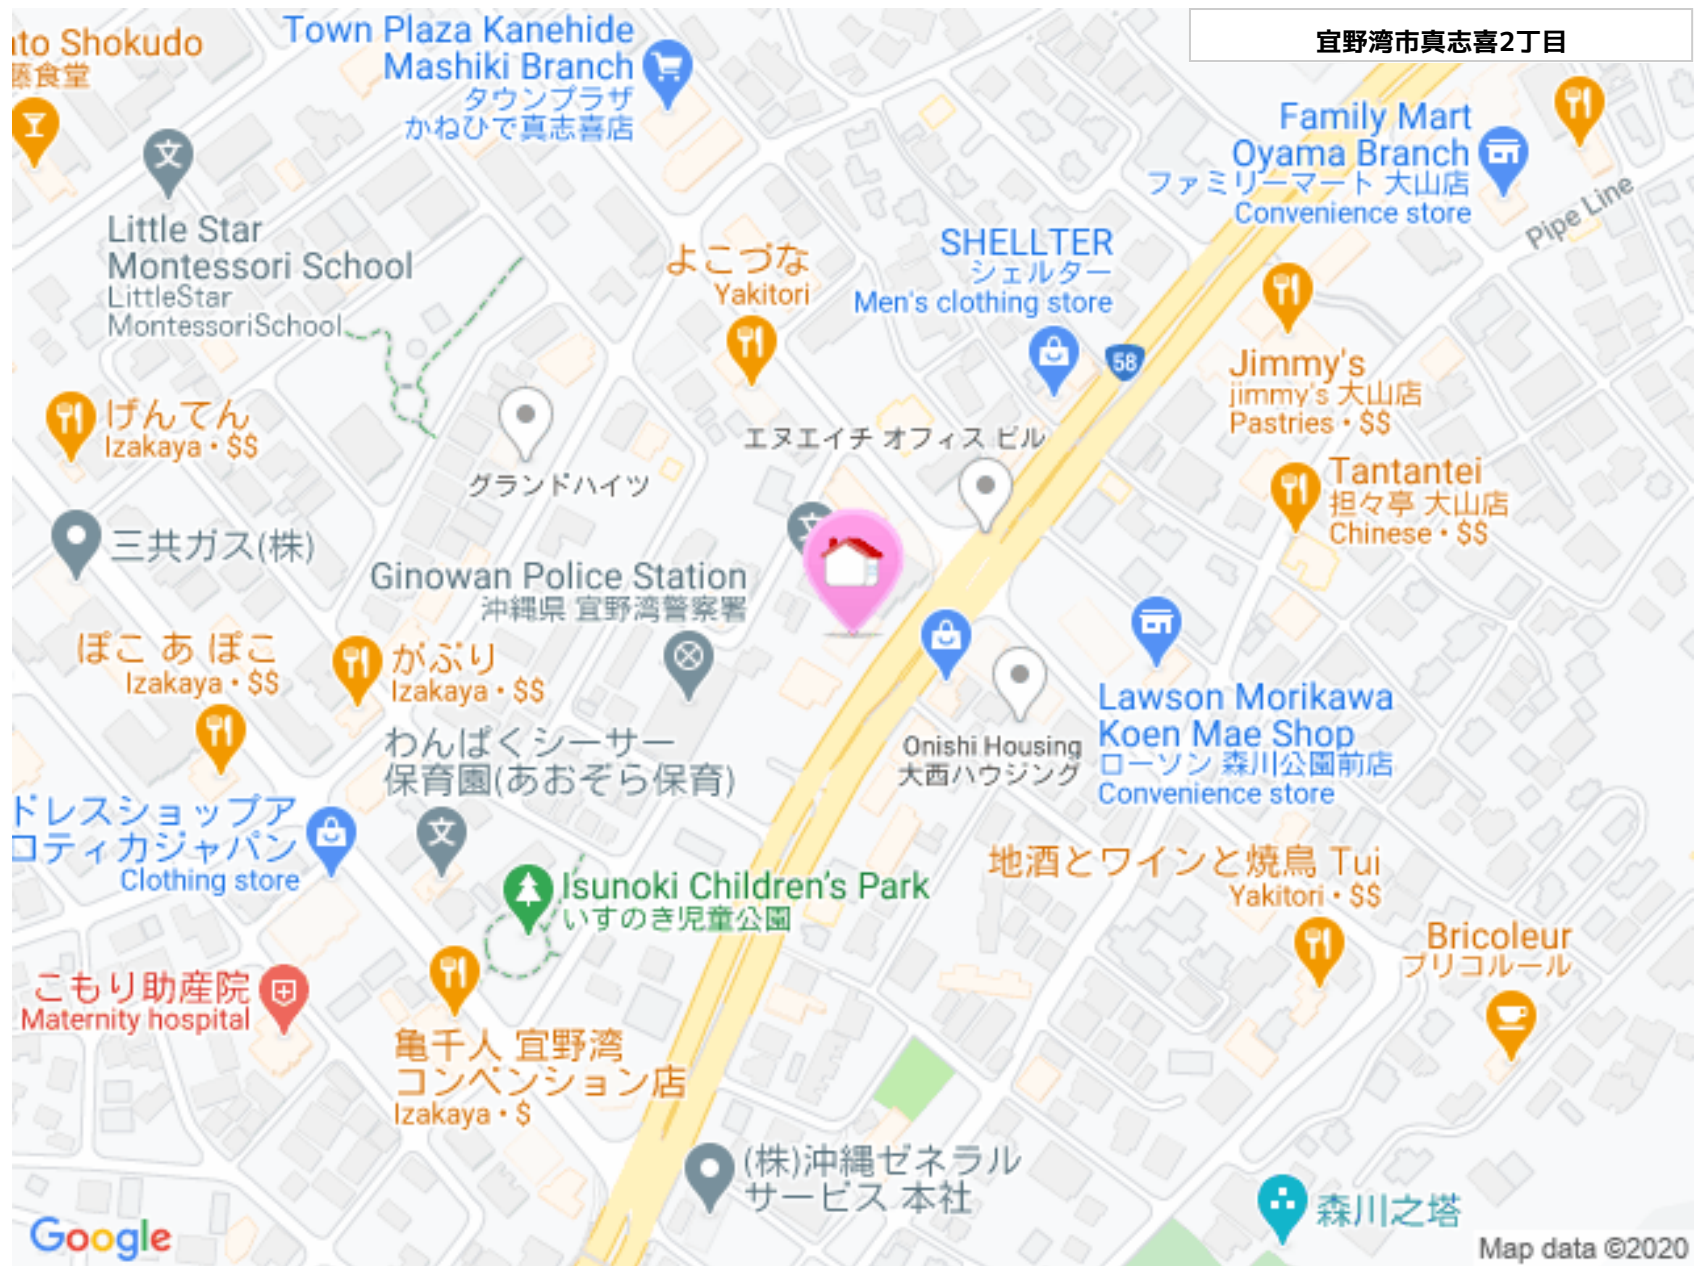 宜野湾市真志喜2丁目
Town Plaza Kanehide
Mashiki Branch
タウンプラザ
かねひで真志喜店
ato Shokudo
藤食堂
Family Mart
Oyama Branch
ファミリーマート 大山店
Convenience store
Pipe Line
Little Star
Montessori School
LittleStar
MontessoriSchool
よこづな
Yakitori
SHELLTER
シェルター
Men's clothing store
58
Jimmy's
jimmy's 大山店
Pastries • $$
げんてん
Izakaya • $$
グランドハイツ
エヌエイチ オフィス ビル
Tantantei
担々亭 大山店
Chinese • $$
三共ガス(株)
文
Ginowan Police Station
沖縄県 宜野湾警察署
ぽこ あ ぽこ
Izakaya • $$
がぶり
Izakaya • $$
Lawson Morikawa
Koen Mae Shop
ローソン 森川公園前店
Convenience store
Onishi Housing
大西ハウジング
わんぱくシーサー
保育園(あおぞら保育)
文
ドレスショップア
ロティカジャパン
Clothing store
Isunoki Children's Park
いすのき児童公園
地酒とワインと焼鳥 Tui
Yakitori • $$
Bricoleur
ブリコルール
こもり助産院
Maternity hospital
亀千人 宜野湾
コンベンション店
Izakaya • $
(株)沖縄ゼネラル
サービス 本社
森川之塔
Google
Map data ©2020